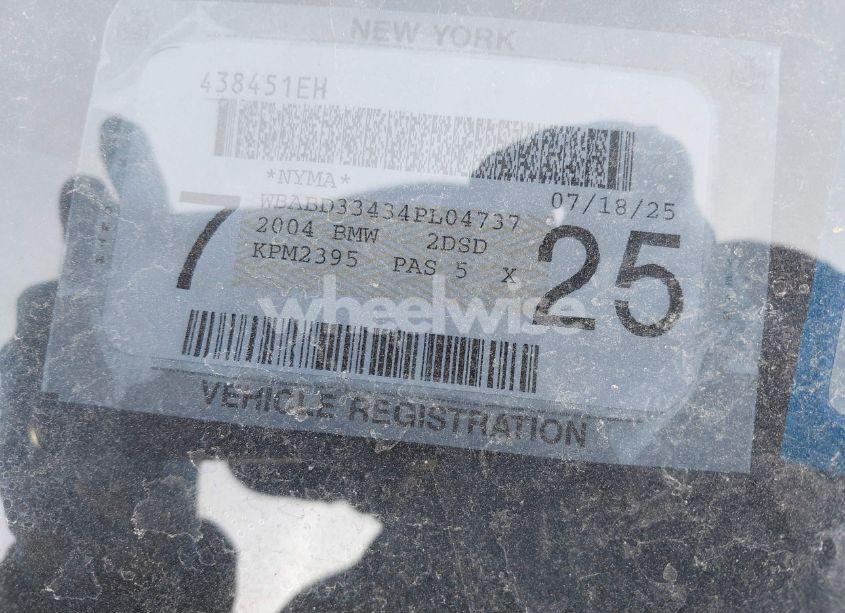 NEW YORK
438451EH
*NYMA*
07/18/25
WBABD33434PL04737
2004 BMW 2DSD
KPM2395 PAS 5 X
7 25
wheelwise
VEHICLE REGISTRATION